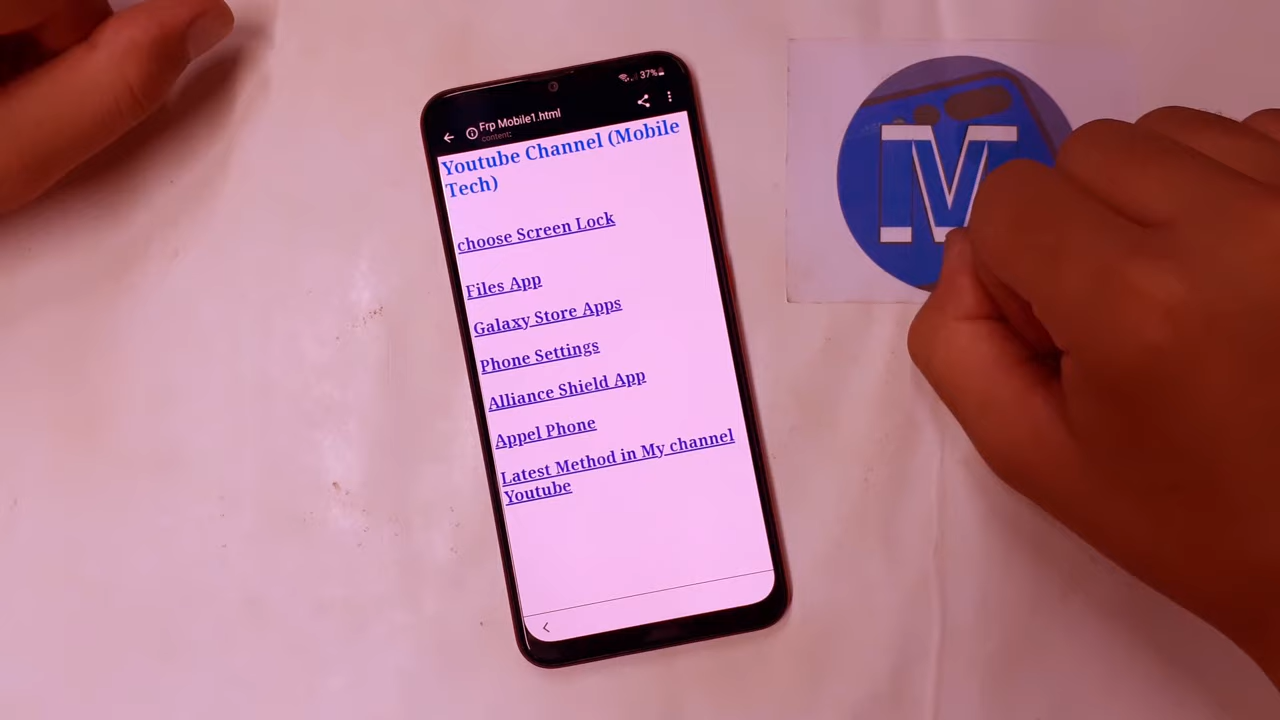 37%
Frp Mobile1.html
content:
Youtube Channel (Mobile
Tech)
choose Screen Lock
Files App
Galaxy Store Apps
Phone Settings
Alliance Shield App
Appel Phone
Latest Method in My channel
Youtube
M